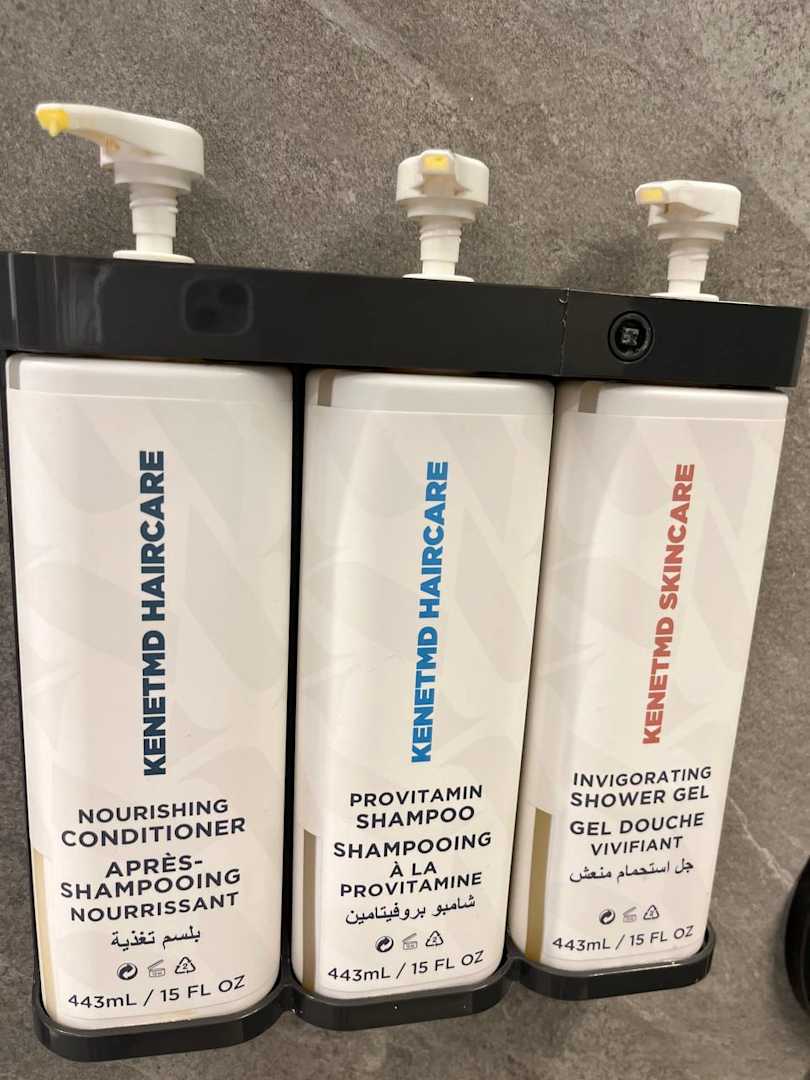 KENETMD HAIRCARE
NOURISHING
CONDITIONER
APRÈS-
SHAMPOOING
NOURRISSANT
بلسم تغذية
443mL / 15 FL OZ
KENETMD HAIRCARE
PROVITAMIN
SHAMPOO
SHAMPOOING
À LA
PROVITAMINE
شامبو بروفيتامين
443mL / 15 FL OZ
KENETMD SKINCARE
INVIGORATING
SHOWER GEL
GEL DOUCHE
VIVIFIANT
جل استحمام منعش
443mL / 15 FL OZ